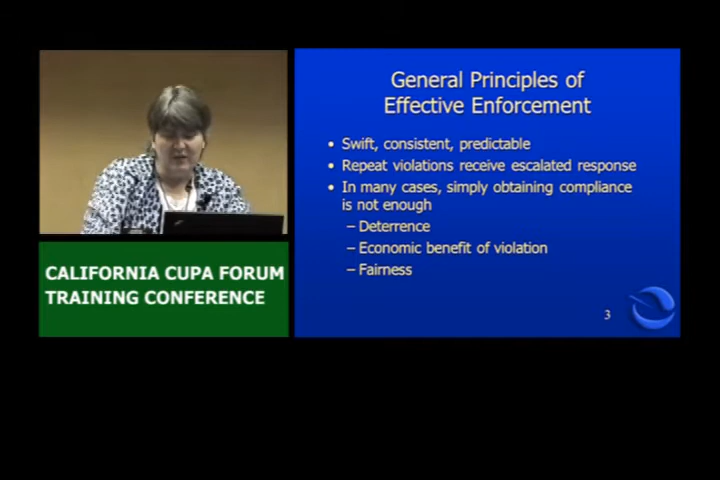 General Principles of
Effective Enforcement
• Swift, consistent, predictable
• Repeat violations receive escalated response
• In many cases, simply obtaining compliance
is not enough
– Deterrence
– Economic benefit of violation
– Fairness
3
CALIFORNIA CUPA FORUM
TRAINING CONFERENCE